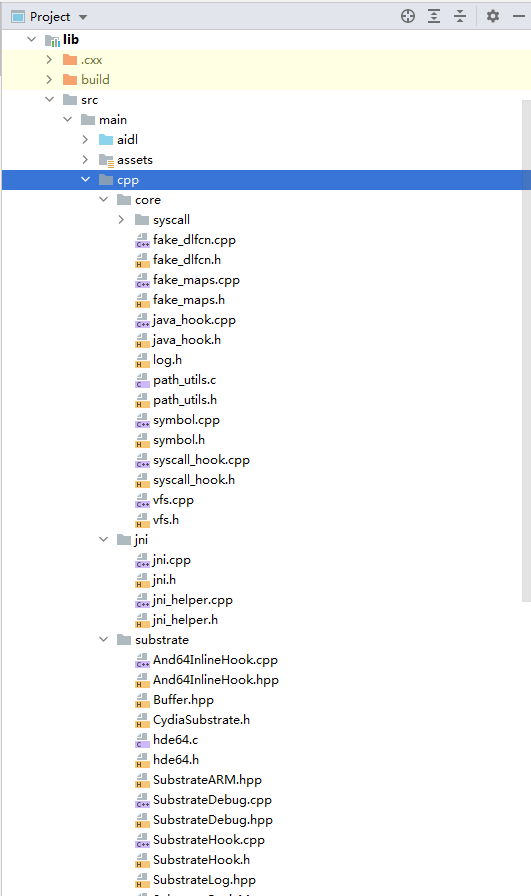 Project
lib
.cxx
build
src
main
aidl
assets
cpp
core
syscall
fake_dlfcn.cpp
fake_dlfcn.h
fake_maps.cpp
fake_maps.h
java_hook.cpp
java_hook.h
log.h
path_utils.c
path_utils.h
symbol.cpp
symbol.h
syscall_hook.cpp
syscall_hook.h
vfs.cpp
vfs.h
jni
jni.cpp
jni.h
jni_helper.cpp
jni_helper.h
substrate
And64InlineHook.cpp
And64InlineHook.hpp
Buffer.hpp
CydiaSubstrate.h
hde64.c
hde64.h
SubstrateARM.hpp
SubstrateDebug.cpp
SubstrateDebug.hpp
SubstrateHook.cpp
SubstrateHook.h
SubstrateLog.hpp